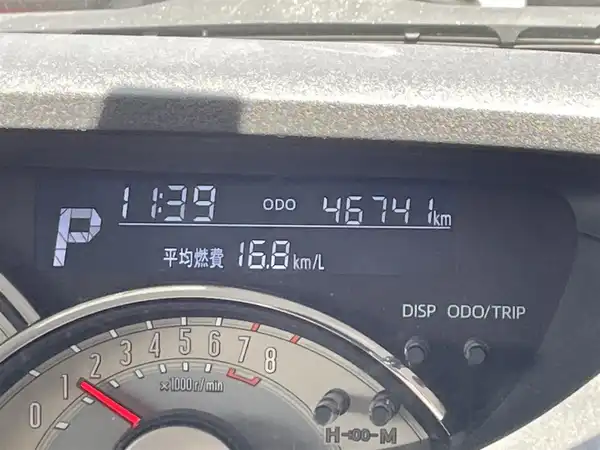 P 11:39 ODO 46741km
平均燃費 16.8km/L
DISP ODO/TRIP
0 1 2 3 4 5 6 7 8
×1000r/min
H-:00-M